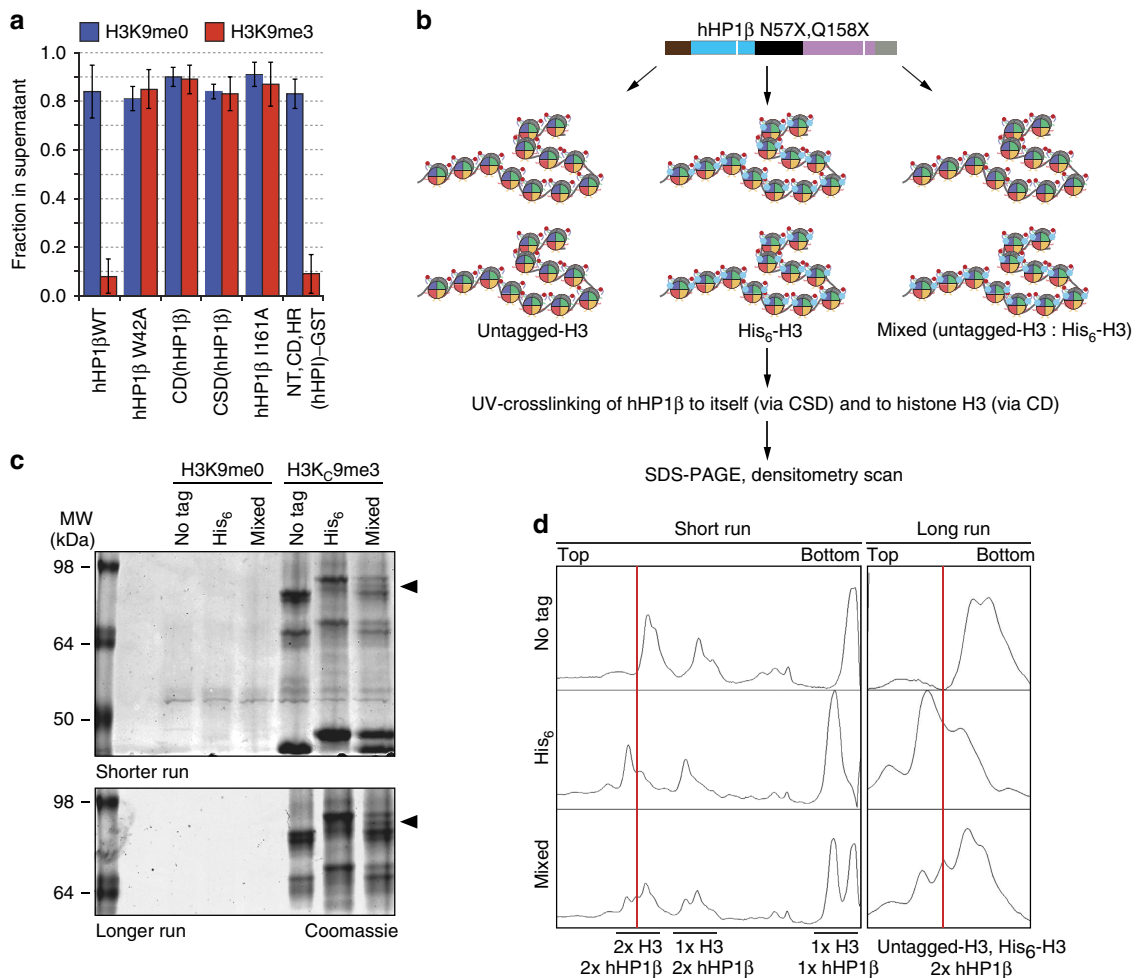 a
H3K9me0 H3K9me3
Fraction in supernatant
1.0
0.8
0.6
0.4
0.2
0.0
hHP1βWT
hHP1β W42A
CD(hHP1β)
CSD(hHP1β)
hHP1β I161A
NT,CD,HR
(hHPI)–GST
b
hHP1β N57X,Q158X
Untagged-H3
His6-H3
Mixed (untagged-H3 : His6-H3)
UV-crosslinking of hHP1β to itself (via CSD) and to histone H3 (via CD)
SDS-PAGE, densitometry scan
c
H3K9me0 H3KC9me3
MW
(kDa)
No tag
His6
Mixed
No tag
His6
Mixed
98
64
50
Shorter run
98
64
Longer run Coomassie
d
Short run Long run
Top Bottom Top Bottom
No tag
His6
Mixed
2x H3 1x H3 1x H3 Untagged-H3, His6-H3
2x hHP1β 2x hHP1β 1x hHP1β 2x hHP1β